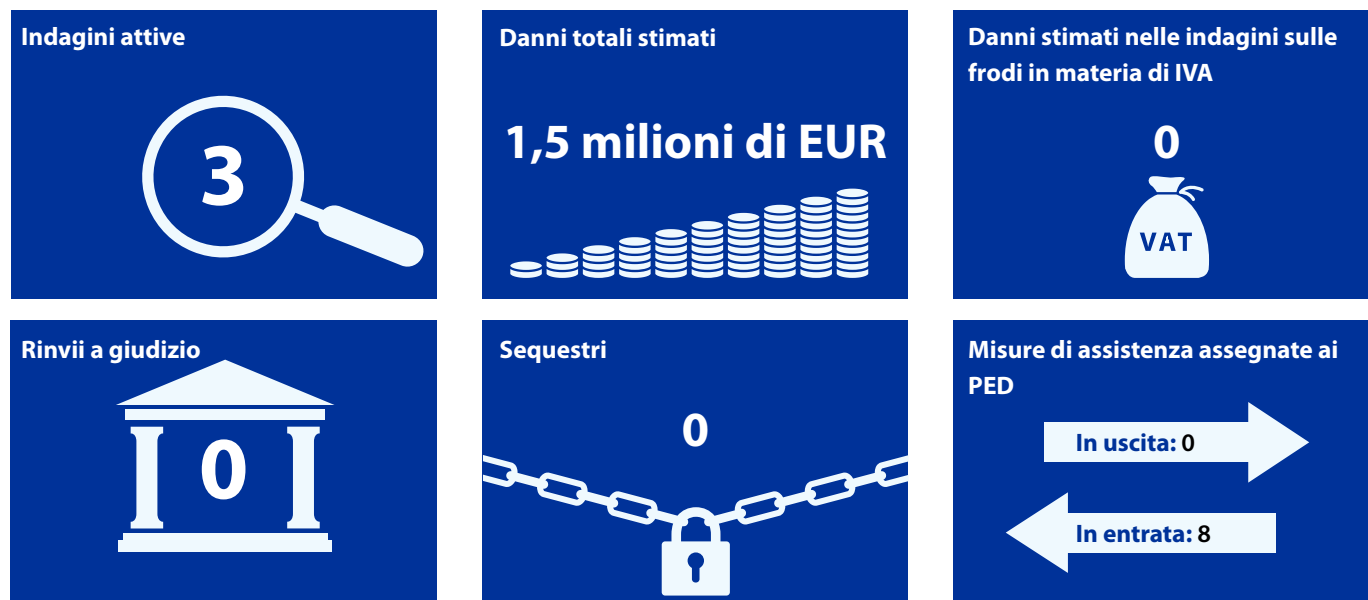 Indagini attive
3
Danni totali stimati
1,5 milioni di EUR
Danni stimati nelle indagini sulle
frodi in materia di IVA
0
VAT
Rinvii a giudizio
0
Sequestri
0
Misure di assistenza assegnate ai
PED
In uscita: 0
In entrata: 8